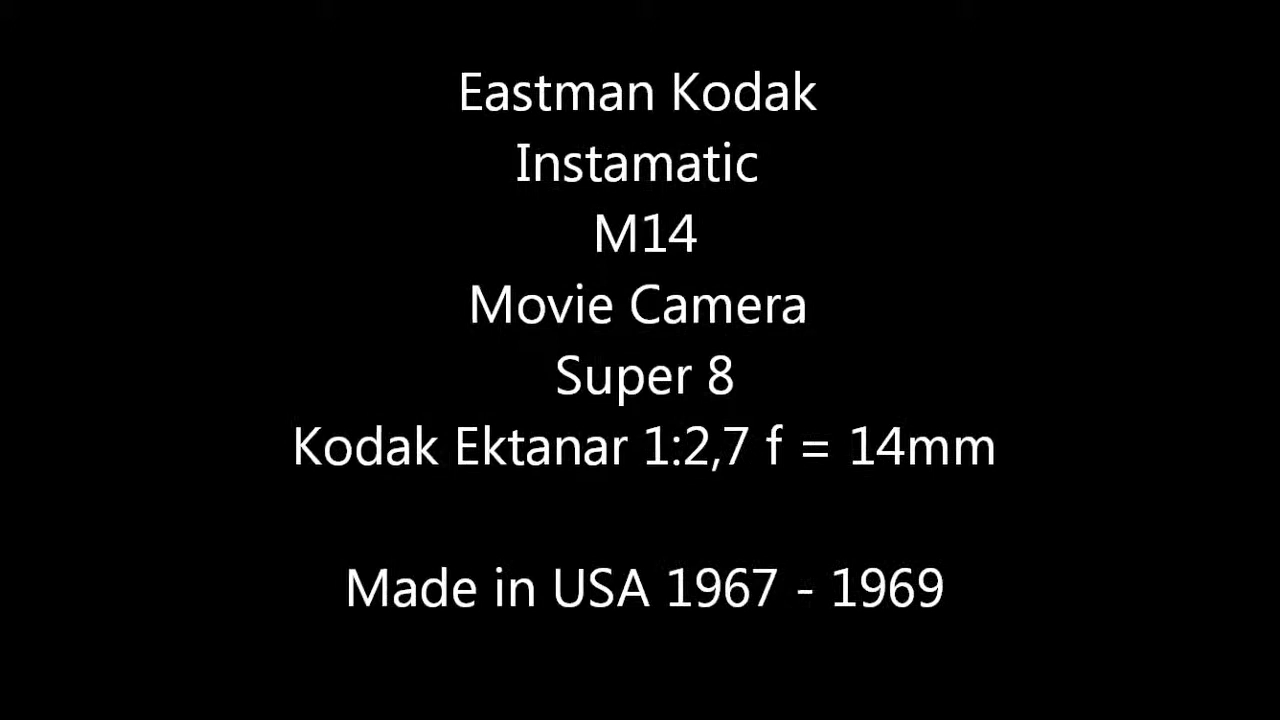 Eastman Kodak
Instamatic
M14
Movie Camera
Super 8
Kodak Ektanar 1:2,7 f = 14mm
Made in USA 1967 - 1969